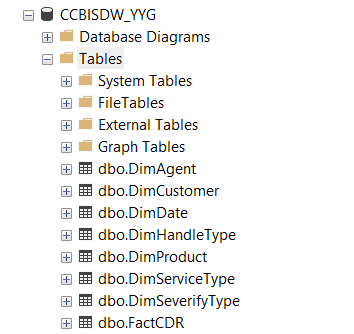 CCBISDW_YYG
Database Diagrams
Tables
System Tables
FileTables
External Tables
Graph Tables
dbo.DimAgent
dbo.DimCustomer
dbo.DimDate
dbo.DimHandleType
dbo.DimProduct
dbo.DimServiceType
dbo.DimSeverifyType
dbo.FactCDR